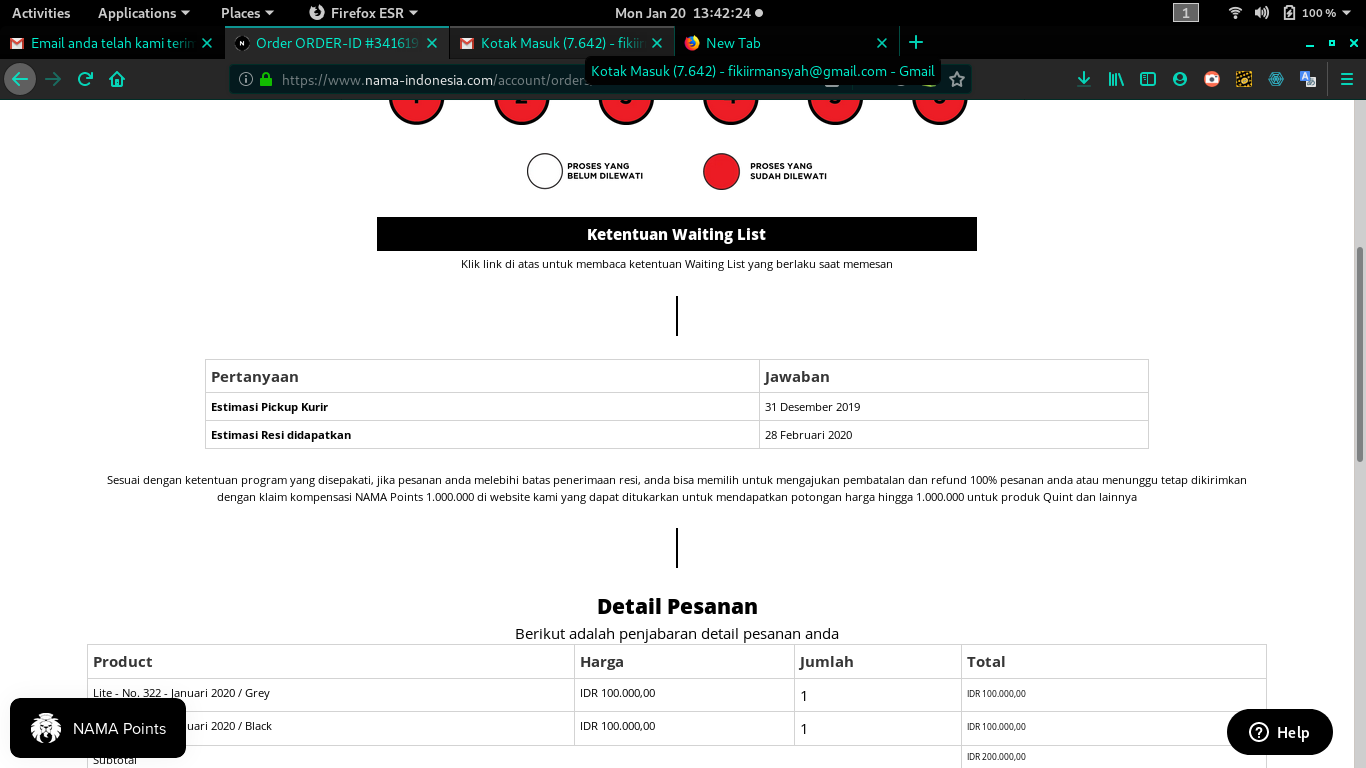 Activities Applications Places Firefox ESR Mon Jan 20 13:42:24 1 100 %
Email anda telah kami terim Order ORDER-ID #341619 Kotak Masuk (7.642) - fikiir New Tab
https://www.nama-indonesia.com/account/order
Kotak Masuk (7.642) - fikiirmansyah@gmail.com - Gmail
1 2 3 4 5 6
PROSES YANG
BELUM DILEWATI
PROSES YANG
SUDAH DILEWATI
Ketentuan Waiting List
Klik link di atas untuk membaca ketentuan Waiting List yang berlaku saat memesan
Pertanyaan Jawaban
Estimasi Pickup Kurir 31 Desember 2019
Estimasi Resi didapatkan 28 Februari 2020
Sesuai dengan ketentuan program yang disepakati, jika pesanan anda melebihi batas penerimaan resi, anda bisa memilih untuk mengajukan pembatalan dan refund 100% pesanan anda atau menunggu tetap dikirimkan
dengan klaim kompensasi NAMA Points 1.000.000 di website kami yang dapat ditukarkan untuk mendapatkan potongan harga hingga 1.000.000 untuk produk Quint dan lainnya
Detail Pesanan
Berikut adalah penjabaran detail pesanan anda
Product Harga Jumlah Total
Lite - No. 322 - Januari 2020 / Grey IDR 100.000,00 1 IDR 100.000,00
uari 2020 / Black IDR 100.000,00 1 IDR 100.000,00
Subtotal IDR 200.000,00
NAMA Points
Help